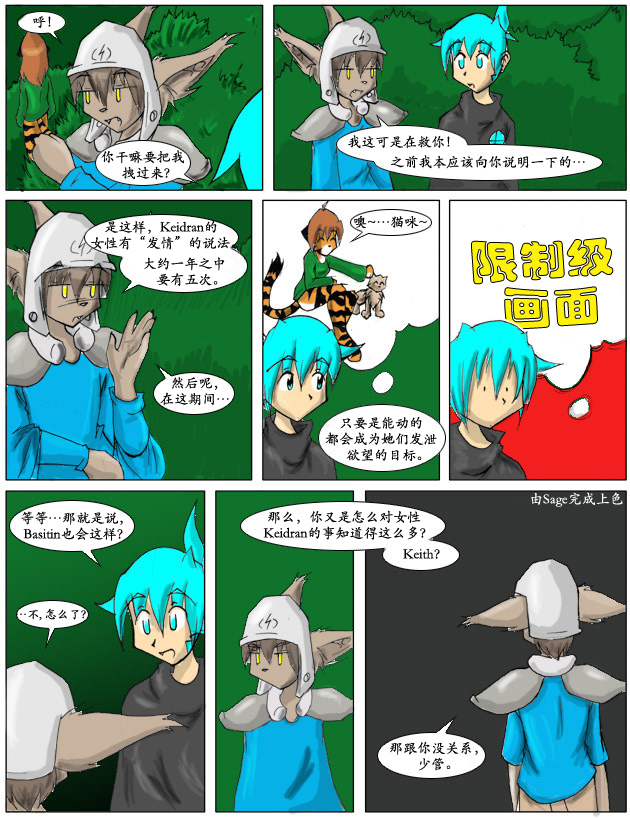 呼！
你干嘛要把我
拽过来？
我这可是在救你！
之前我本应该向你说明一下的…
是这样，Keidran的
女性有“发情”的说法
大约一年之中
要有五次。
然后呢，
在这期间…
噢~…猫咪~
只要是能动的
都会成为她们发泄
欲望的目标。
限制级
画面
等等…那就是说，
Basitin也会这样？
…不，怎么了？
那么，你又是怎么对女性
Keidran的事知道得这么多？
Keith？
由Sage完成上色
那跟你没关系，
少管。